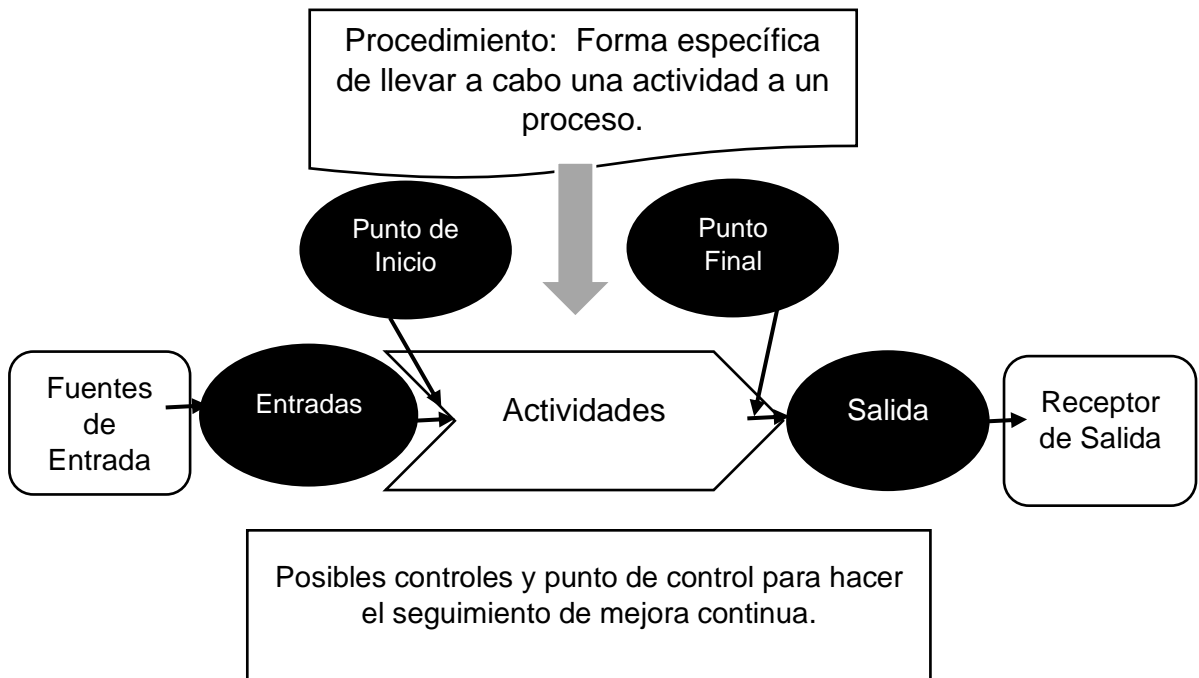 Procedimiento: Forma específica
de llevar a cabo una actividad a un
proceso.
Punto de
Inicio
Punto
Final
Fuentes
de
Entrada
Entradas
Actividades
Salida
Receptor
de Salida
Posibles controles y punto de control para hacer
el seguimiento de mejora continua.